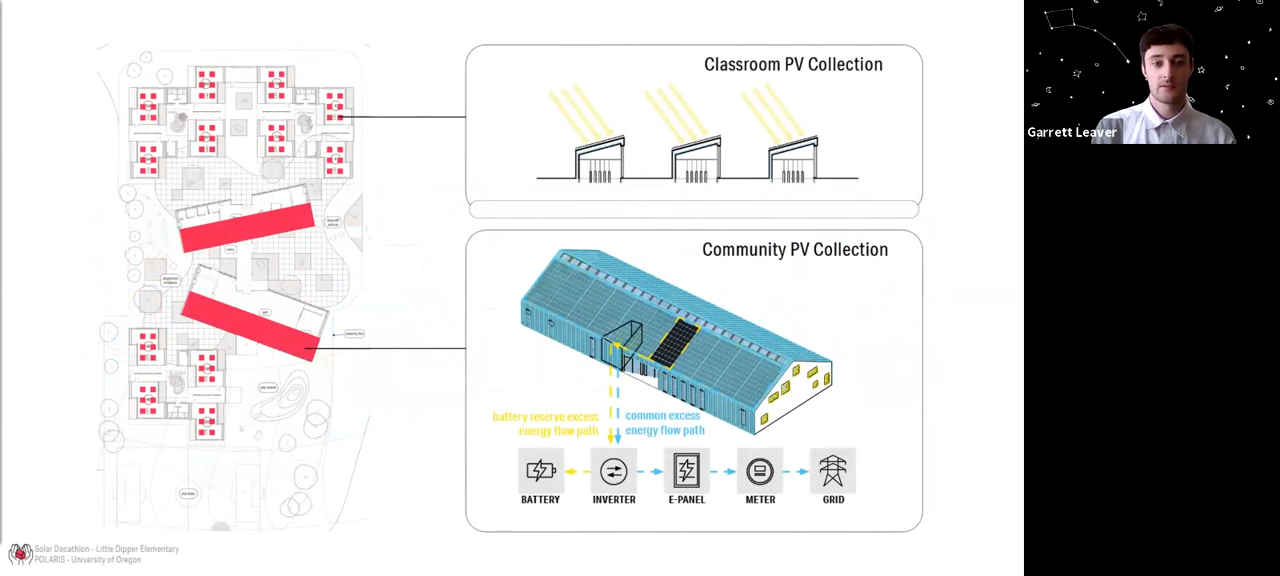 Classroom PV Collection
Garrett Leaver
Community PV Collection
battery reserve excess
energy flow path
common excess
energy flow path
BATTERY
INVERTER
E-PANEL
METER
GRID
Solar Decathlon - Little Dipper Elementary
POLARIS - University of Oregon